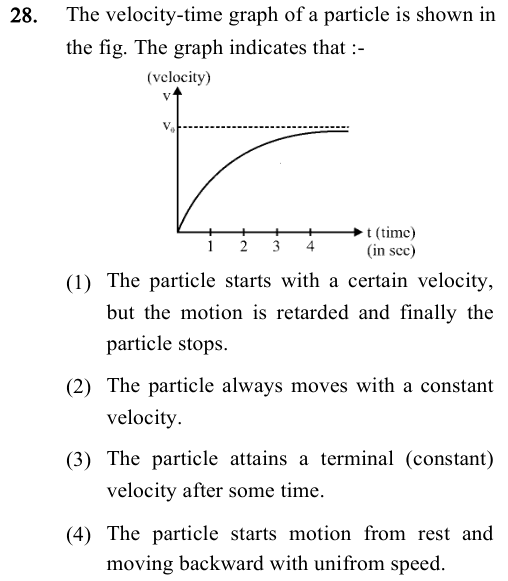 28. The velocity-time graph of a particle is shown in
the fig. The graph indicates that :-
(velocity)
v
V₀
1 2 3 4
t (time)
(in sec)
(1) The particle starts with a certain velocity,
but the motion is retarded and finally the
particle stops.
(2) The particle always moves with a constant
velocity.
(3) The particle attains a terminal (constant)
velocity after some time.
(4) The particle starts motion from rest and
moving backward with unifrom speed.